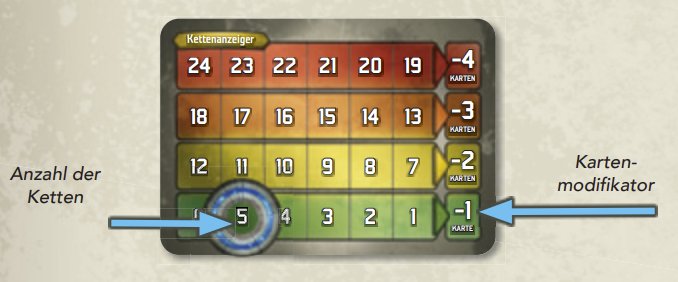 Kettenanzeiger
24 23 22 21 20 19 -4
KARTEN
18 17 16 15 14 13 -3
KARTEN
12 11 10 9 8 7 -2
KARTEN
5 4 3 2 1 -1
KARTE
Anzahl der
Ketten
Karten-
modifikator